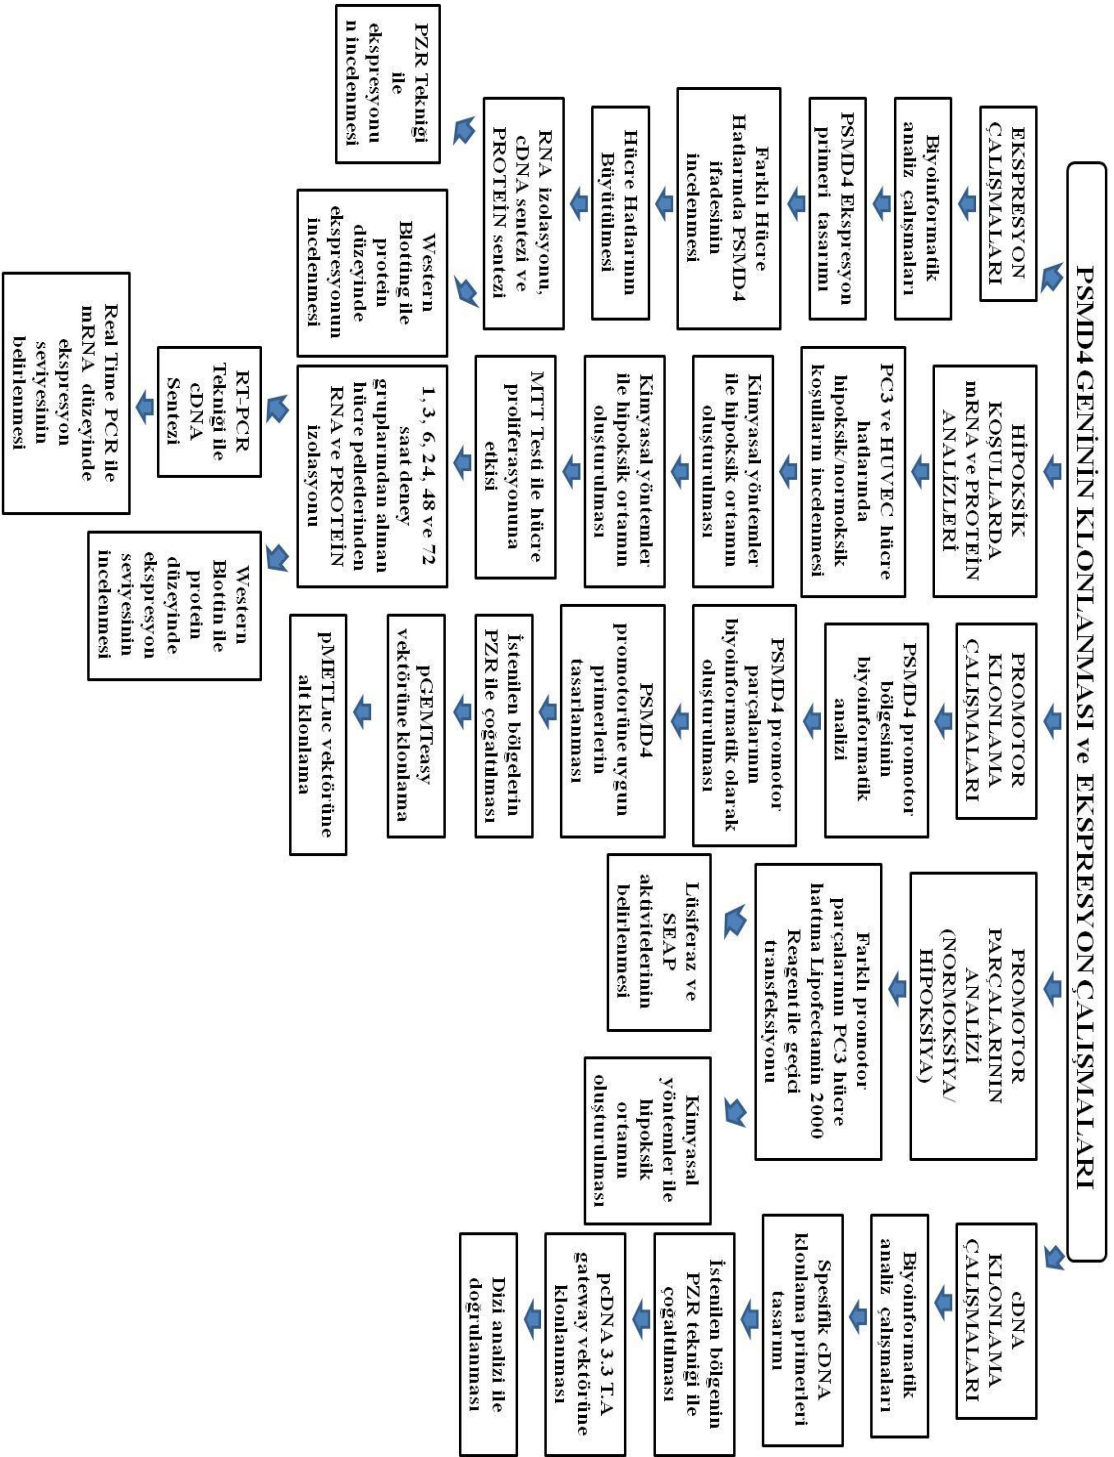 PSMD4 GENİNİN KLONLANMASI ve EKSPRESYON ÇALIŞMALARI
EKSPRESYON
ÇALIŞMALARI
Biyoinformatik
analiz çalışmaları
PSMD4 Ekspresyon
primeri tasarımı
Farklı Hücre
Hatlarında PSMD4
ifadesinin
incelenmesi
Hücre Hatlarının
Büyütülmesi
RNA izolasyonu,
cDNA sentezi ve
PROTEİN sentezi
PZR Tekniği
ile
ekspresyonu
n incelenmesi
Western
Blotting ile
protein
düzeyinde
ekspresyonun
incelenmesi
HİPOKSİK
KOŞULLARDA
mRNA ve PROTEİN
ANALİZLERİ
PC3 ve HUVEC hücre
hatlarında
hipoksik/normoksik
koşulların incelenmesi
Kimyasal yöntemler
ile hipoksik ortamın
oluşturulması
Kimyasal yöntemler
ile hipoksik ortamın
oluşturulması
MTT Testi ile hücre
proliferasyonuna
etkisi
1, 3, 6, 24, 48 ve 72
saat deney
gruplarından alınan
hücre pelletlerinden
RNA ve PROTEİN
izolasyonu
RT-PCR
Tekniği ile
cDNA
Sentezi
Real Time PCR ile
mRNA düzeyinde
ekspresyon
seviyesinin
belirlenmesi
Western
Blottin ile
protein
düzeyinde
ekspresyon
seviyesinin
incelenmesi
PROMOTOR
KLONLAMA
ÇALIŞMALARI
PSMD4 promotor
bölgesinin
biyoinformatik
analizi
PSMD4 promotor
parçalarının
biyoinformatik olarak
oluşturulması
PSMD4
promotorüne uygun
primerlerin
tasarlanması
İstenilen bölgelerin
PZR ile çoğaltılması
pGEMTeasy
vektörüne klonlama
pMETLuc vektörüne
alt klonlama
PROMOTOR
PARÇALARININ
ANALİZİ
(NORMOKSİYA/
HİPOKSİYA)
Farklı promotor
parçalarının PC3 hücre
hattına Lipofectamin 2000
Reagent ile geçici
transfeksiyonu
Lüsiferaz ve
SEAP
aktivitelerinin
belirlenmesi
Kimyasal
yöntemler ile
hipoksik
ortamın
oluşturulması
cDNA
KLONLAMA
ÇALIŞMALARI
Biyoinformatik
analiz çalışmaları
Spesifik cDNA
klonlama primerleri
tasarımı
İstenilen bölgenin
PZR tekniği ile
çoğaltılması
pcDNA 3.3 T.A
gateway vektörüne
klonlanması
Dizi analizi ile
doğrulanması